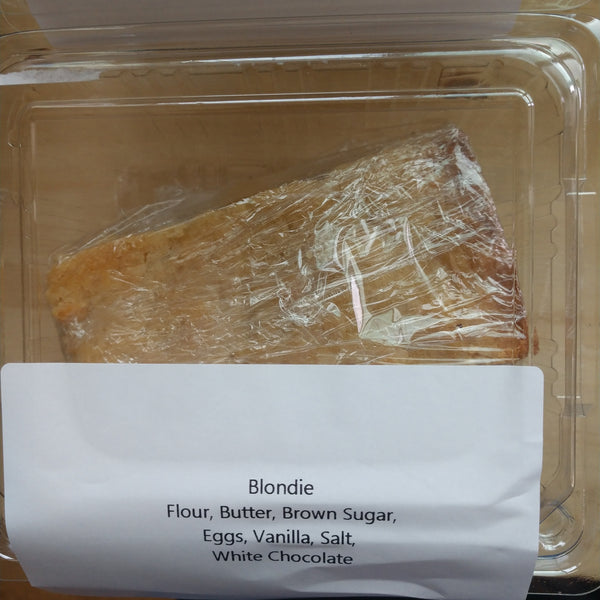 Blondie
Flour, Butter, Brown Sugar,
Eggs, Vanilla, Salt,
White Chocolate